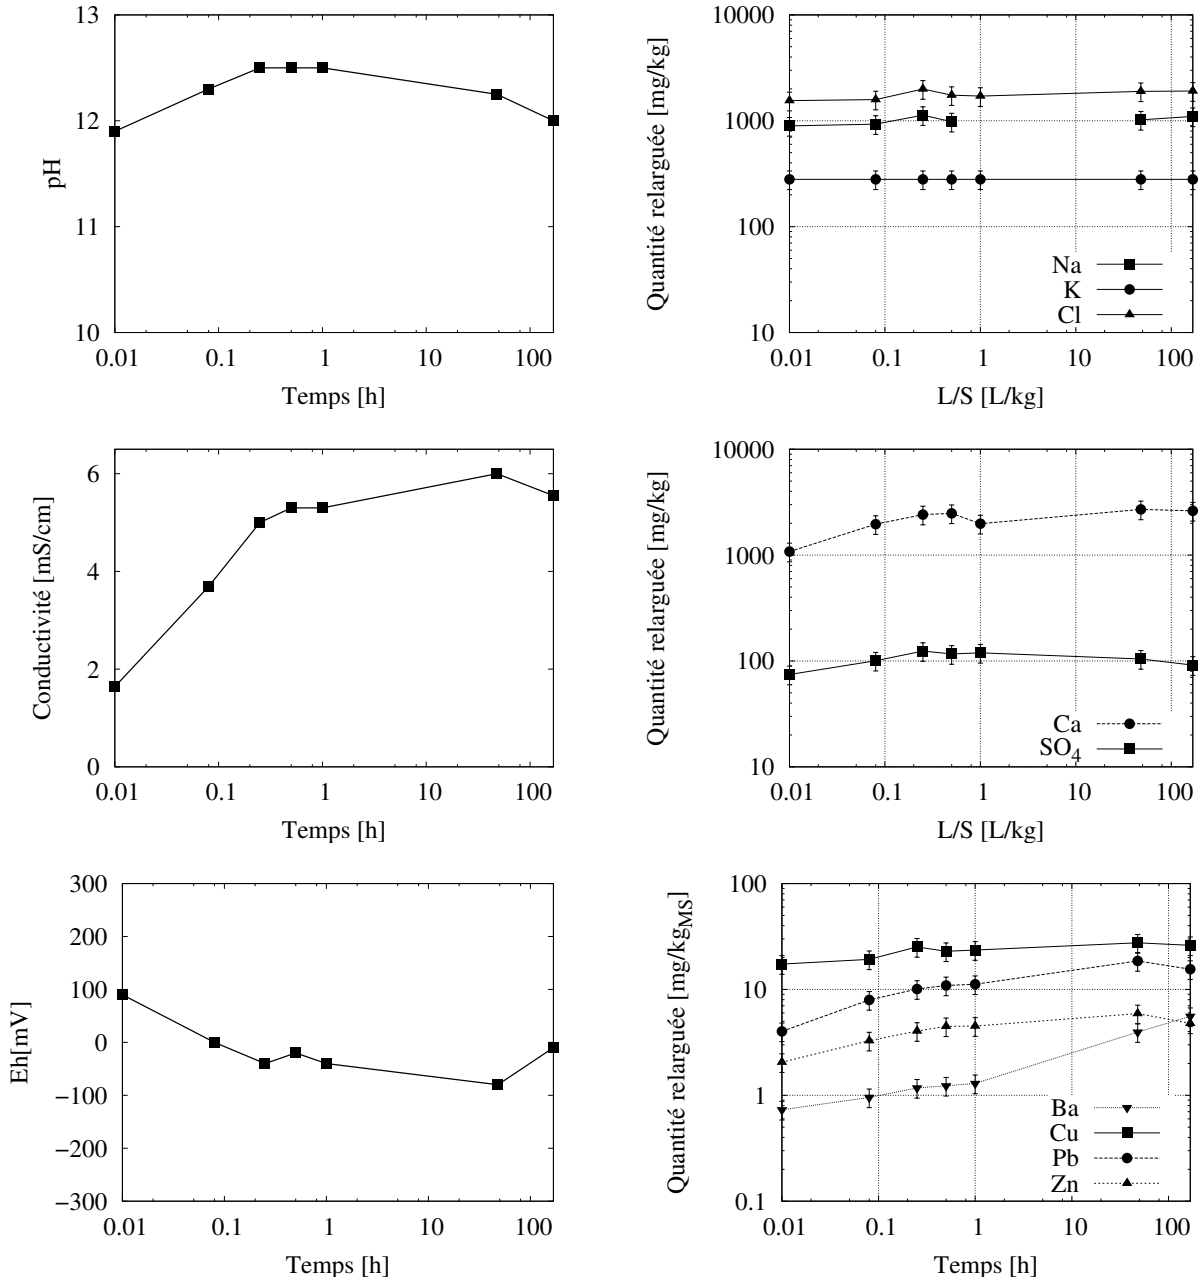 13
12
11
10
pH
0.01 0.1 1 10 100
Temps [h]
10000
1000
100
10
Quantité relarguée [mg/kg]
Na
K
Cl
0.01 0.1 1 10 100
L/S [L/kg]
6
4
2
0
Conductivité [mS/cm]
0.01 0.1 1 10 100
Temps [h]
10000
1000
100
10
Quantité relarguée [mg/kg]
Ca
SO4
0.01 0.1 1 10 100
L/S [L/kg]
300
200
100
0
−100
−200
−300
Eh[mV]
0.01 0.1 1 10 100
Temps [h]
100
10
1
0.1
Quantité relarguée [mg/kgMS]
Ba
Cu
Pb
Zn
0.01 0.1 1 10 100
Temps [h]